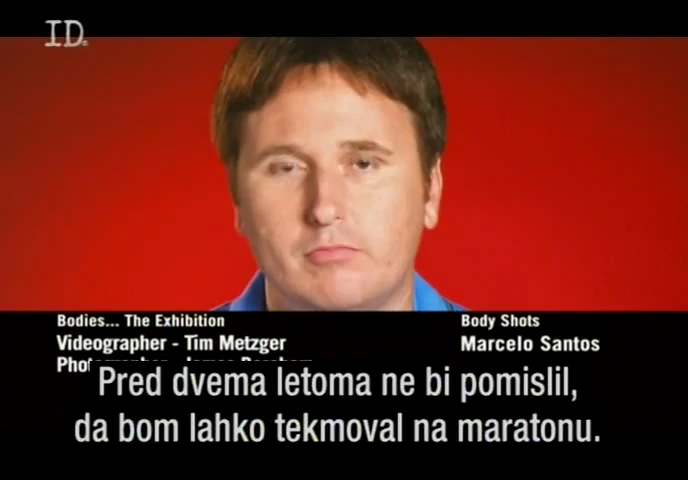 ID
Bodies... The Exhibition
Videographer - Tim Metzger
Body Shots
Marcelo Santos
Pred dvema letoma ne bi pomislil,
da bom lahko tekmoval na maratonu.